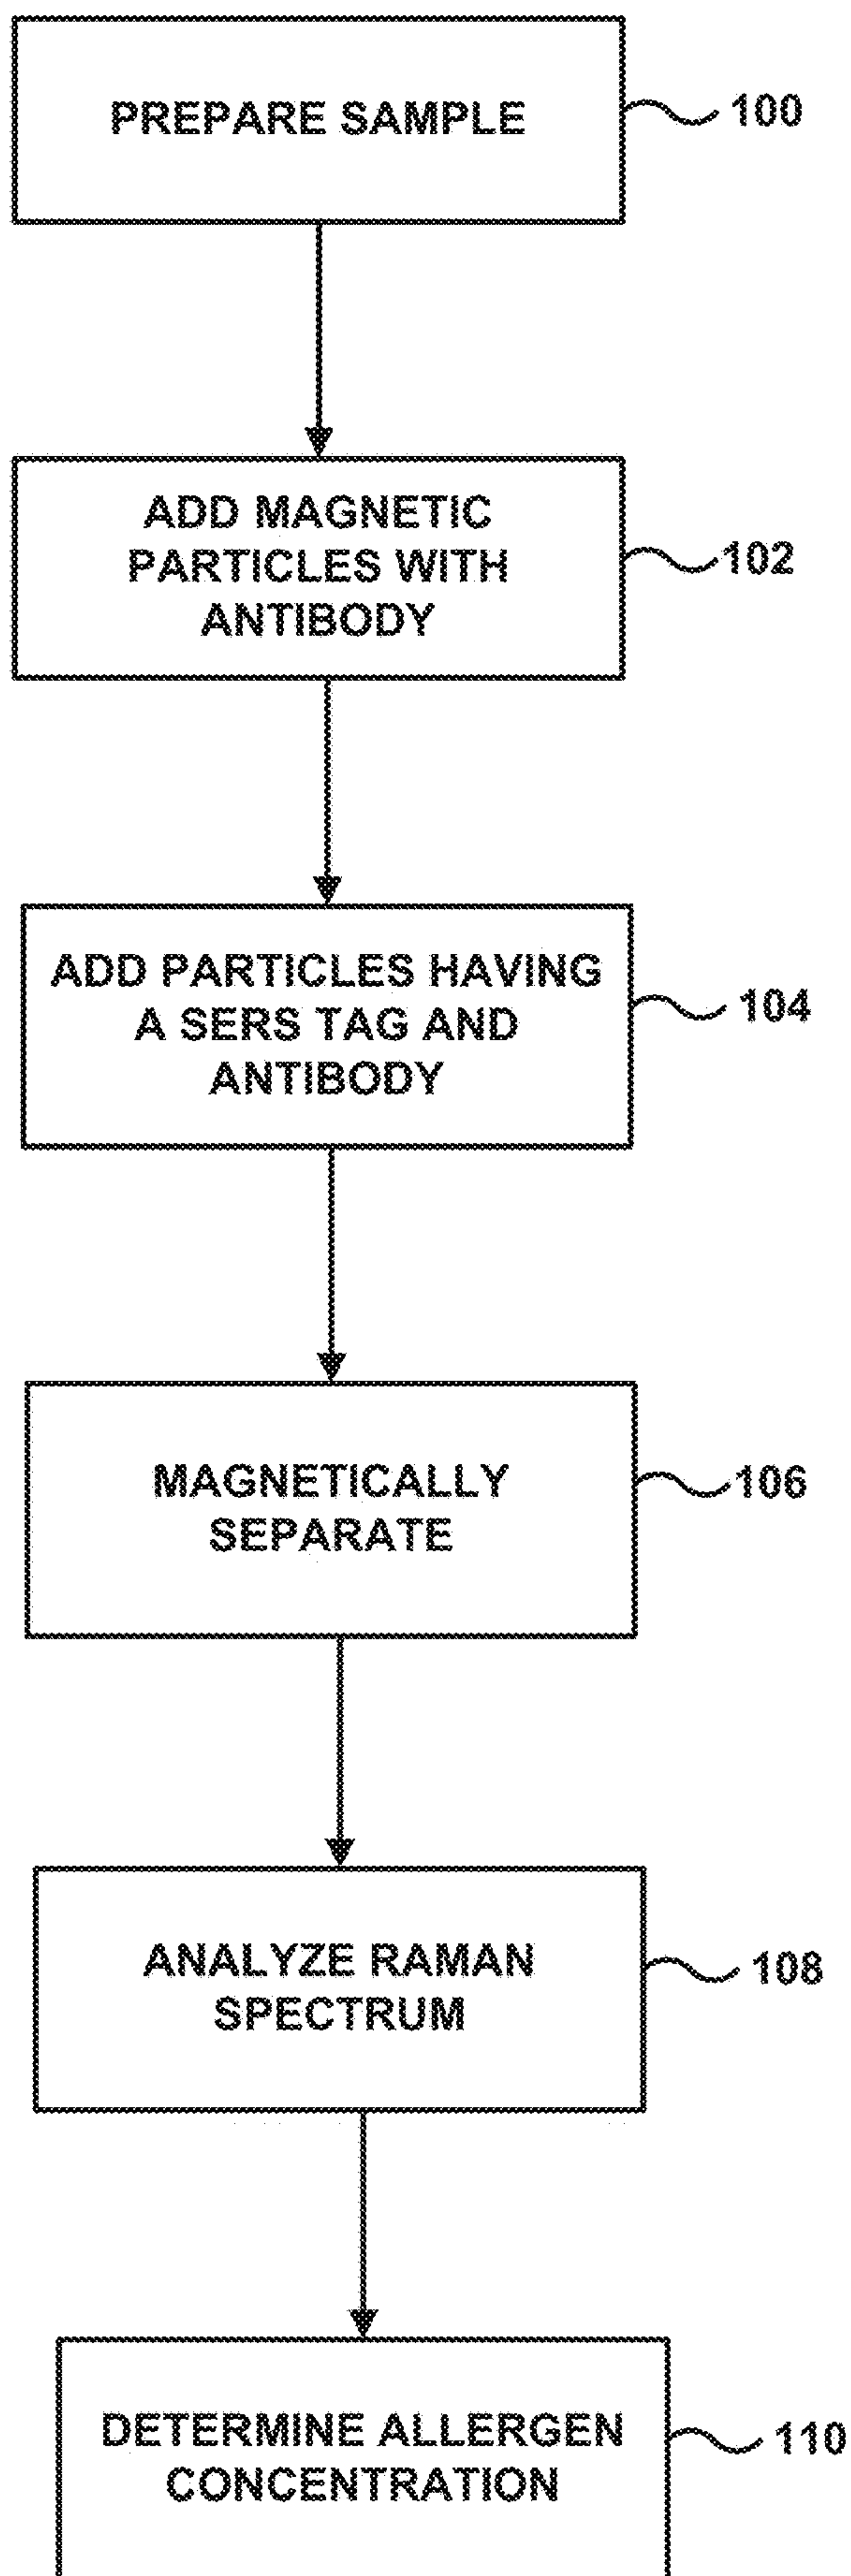 PREPARE SAMPLE
100
ADD MAGNETIC
PARTICLES WITH
ANTIBODY
102
ADD PARTICLES HAVING
A SERS TAG AND
ANTIBODY
104
MAGNETICALLY
SEPARATE
106
ANALYZE RAMAN
SPECTRUM
108
DETERMINE ALLERGEN
CONCENTRATION
110